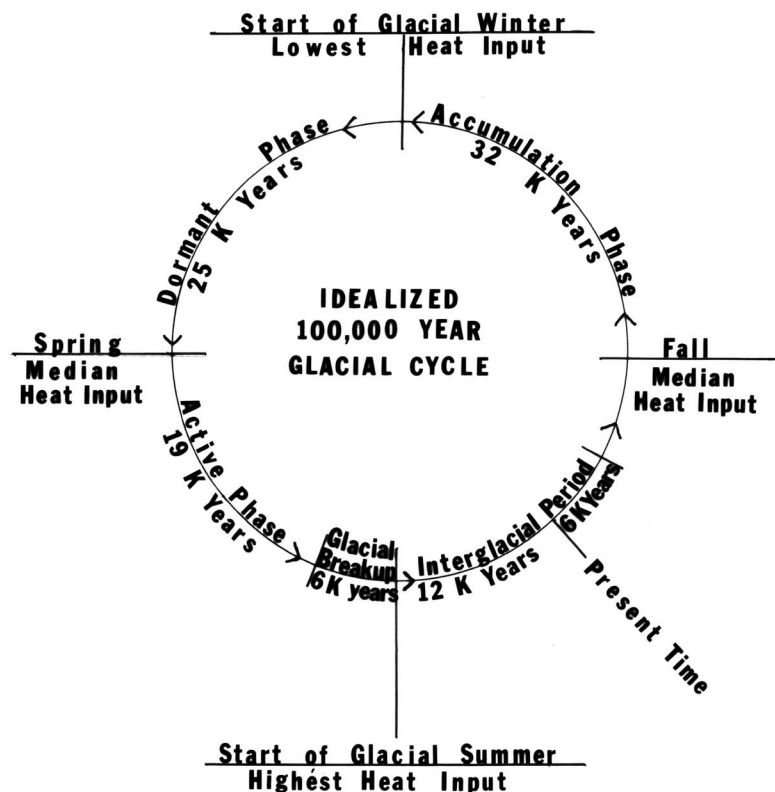 Start of Glacial Winter
Lowest Heat Input
Accumulation Phase
32 K Years
Dormant Phase
25 K Years
IDEALIZED
100,000 YEAR
GLACIAL CYCLE
Spring
Median
Heat Input
Fall
Median
Heat Input
Active Phase
19 K Years
Glacial
Breakup
6K years
Interglacial Period
12 K Years
6K Years
Present Time
Start of Glacial Summer
Highest Heat Input